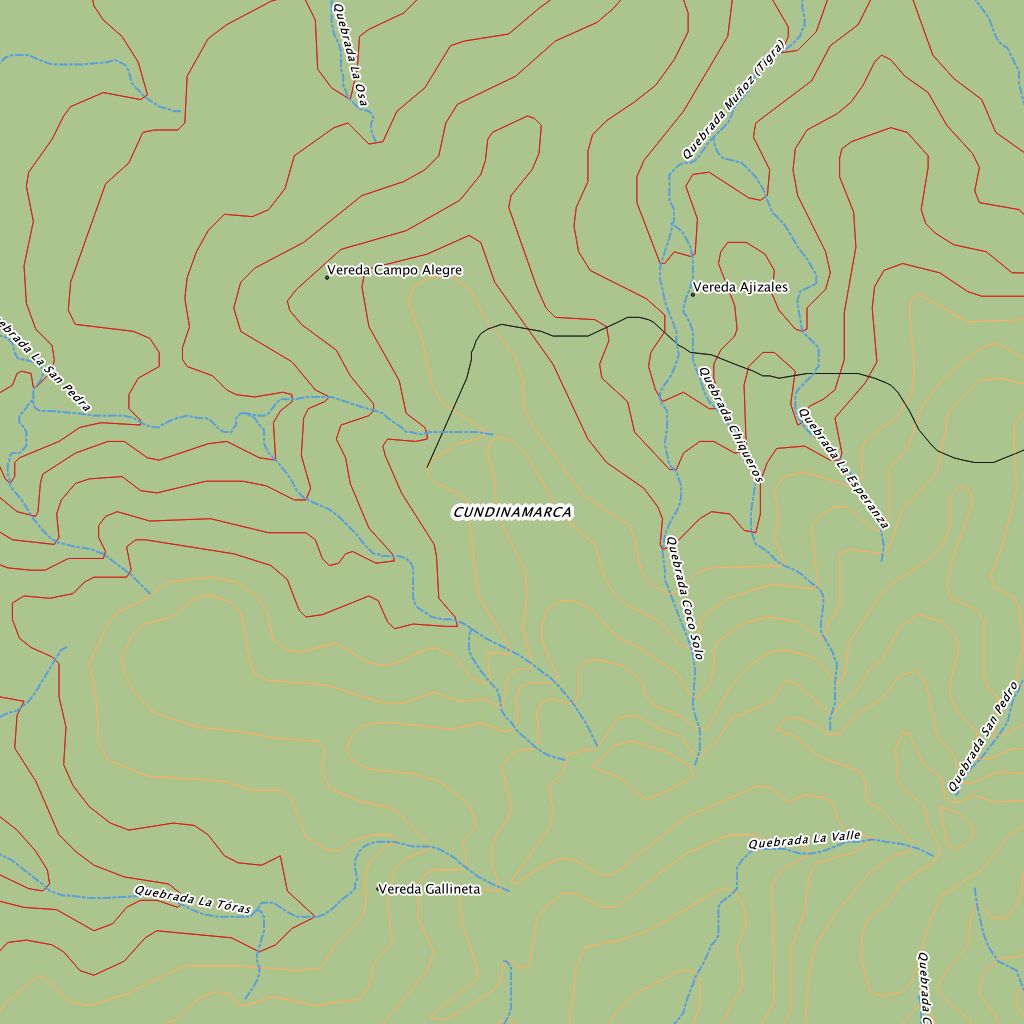 Quebrada La Osa
Quebrada Muñoz (Tigra)
Vereda Campo Alegre
Vereda Ajizales
Quebrada La San Pedra
Quebrada Chiqueros
Quebrada La Esperanza
CUNDINAMARCA
Quebrada Coco Solo
Quebrada San Pedro
Quebrada La Valle
Vereda Gallineta
Quebrada La Tóras
Quebrada C